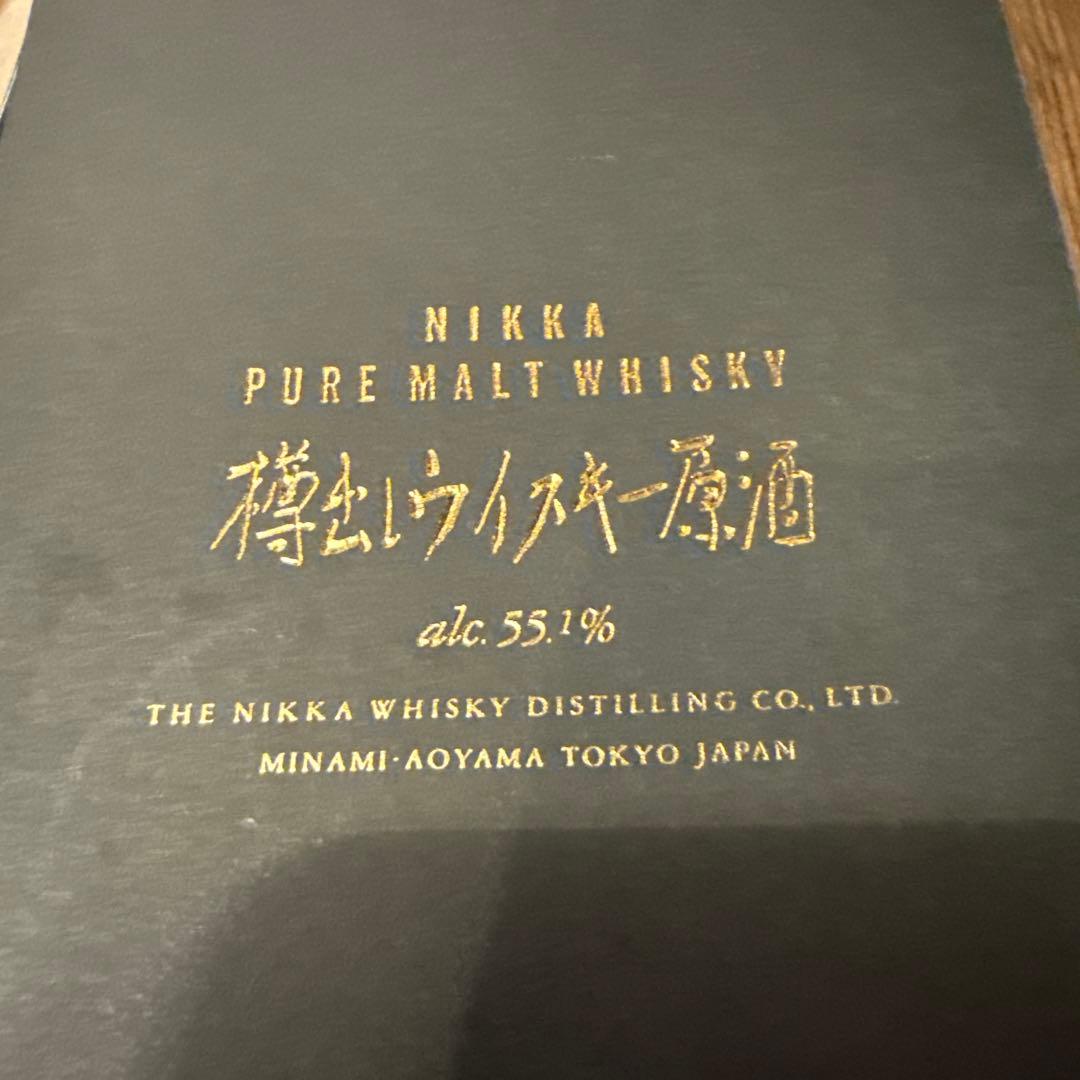 NIKKA
PURE MALT WHISKY
樽出しウイスキー原酒
alc. 55.1%
THE NIKKA WHISKY DISTILLING CO., LTD.
MINAMI·AOYAMA TOKYO JAPAN